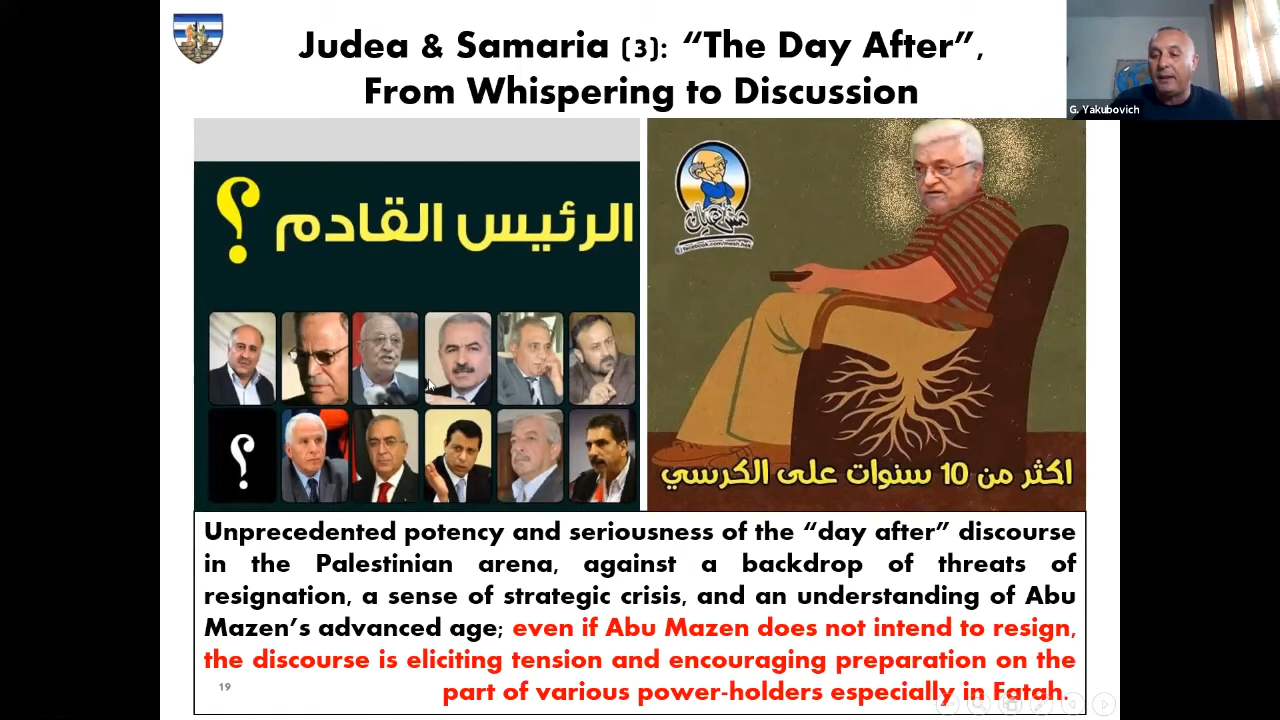 Judea & Samaria (3): “The Day After”,
From Whispering to Discussion
G. Yakubovich
الرئيس القادم ؟
؟
facebook.com/mesh.hek
اكثر من 10 سنوات على الكرسي
Unprecedented potency and seriousness of the “day after” discourse
in the Palestinian arena, against a backdrop of threats of
resignation, a sense of strategic crisis, and an understanding of Abu
Mazen’s advanced age; even if Abu Mazen does not intend to resign,
the discourse is eliciting tension and encouraging preparation on the
part of various power-holders especially in Fatah.
19